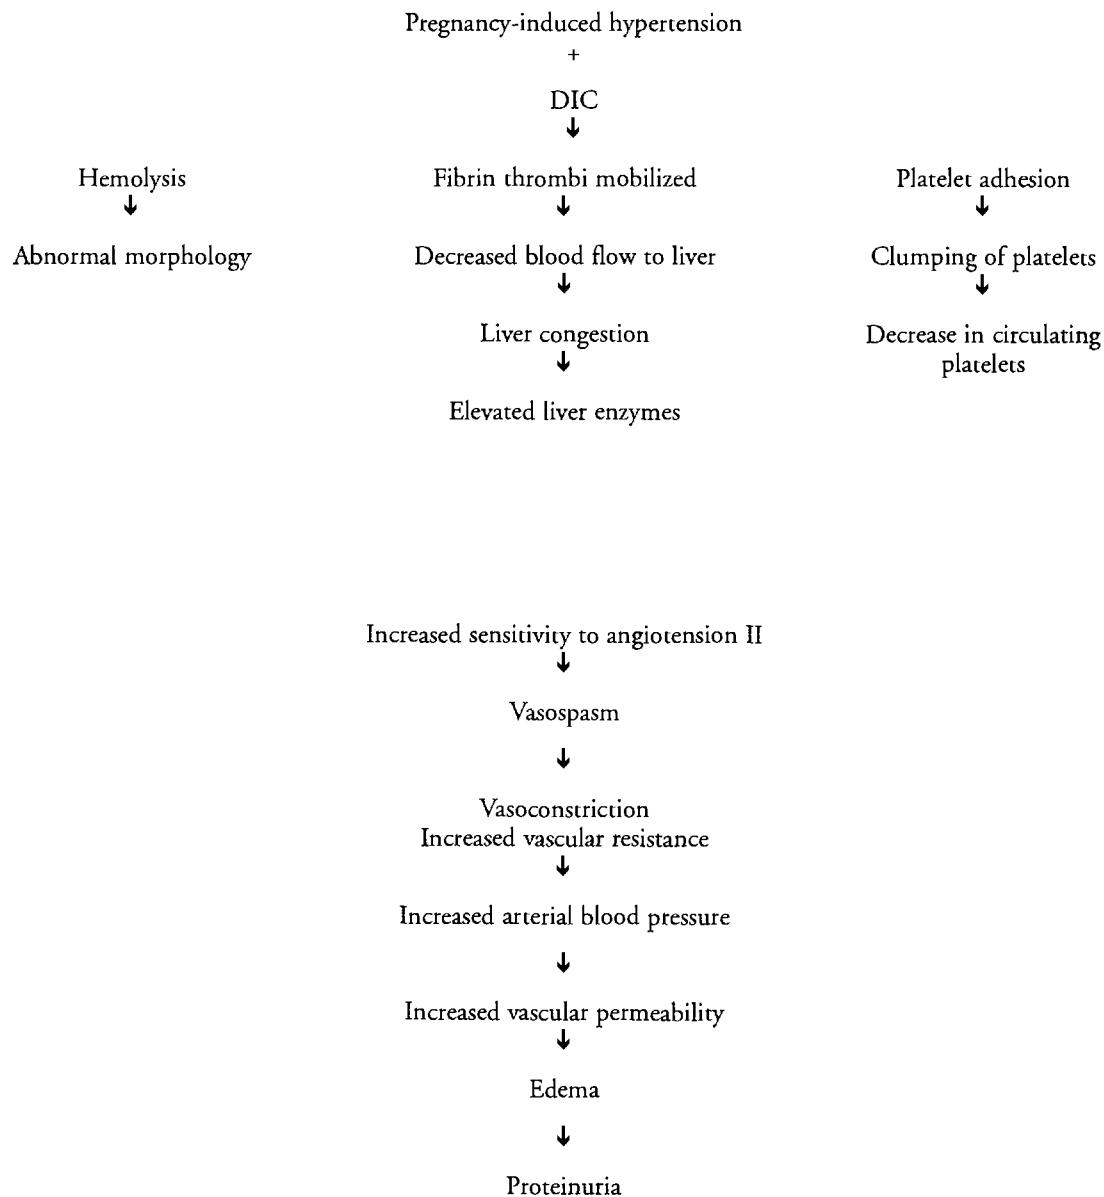 Pregnancy-induced hypertension
+
DIC
Hemolysis
Fibrin thrombi mobilized
Platelet adhesion
Abnormal morphology
Decreased blood flow to liver
Clumping of platelets
Liver congestion
Decrease in circulating
platelets
Elevated liver enzymes
Increased sensitivity to angiotension II
Vasospasm
Vasoconstriction
Increased vascular resistance
Increased arterial blood pressure
Increased vascular permeability
Edema
Proteinuria